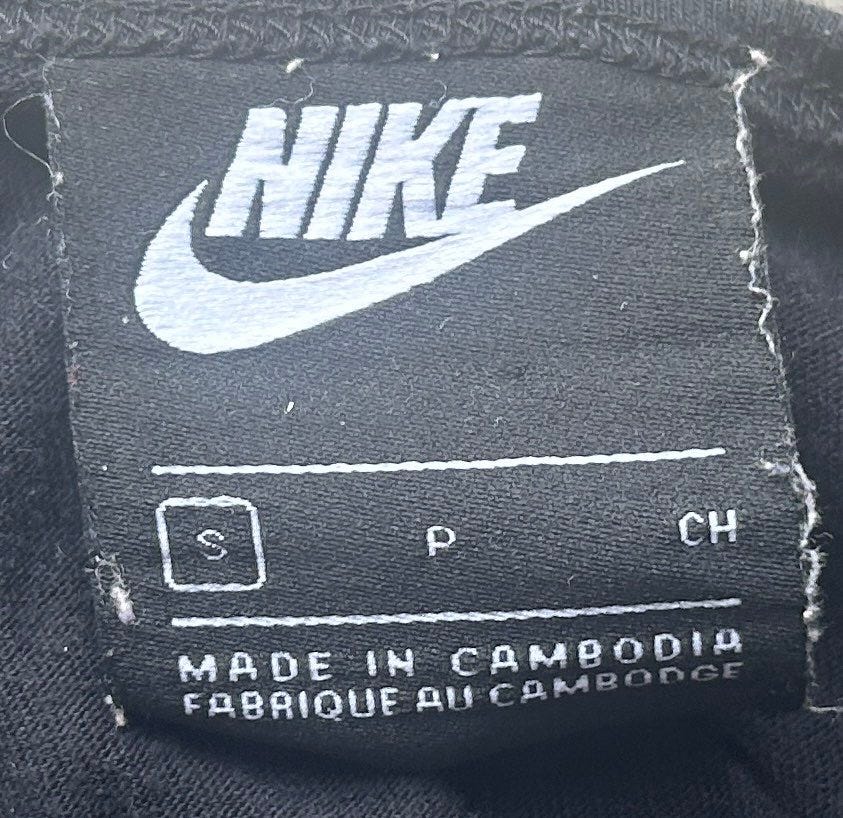 NIKE
S P CH
MADE IN CAMBODIA
FABRIQUE AU CAMBODGE